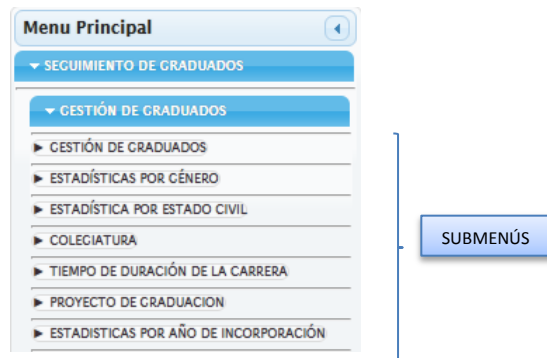 Menu Principal
SEGUIMIENTO DE GRADUADOS
GESTIÓN DE GRADUADOS
GESTIÓN DE GRADUADOS
ESTADÍSTICAS POR GÉNERO
ESTADÍSTICA POR ESTADO CIVIL
COLEGIATURA
TIEMPO DE DURACIÓN DE LA CARRERA
PROYECTO DE GRADUACION
ESTADISTICAS POR AÑO DE INCORPORACIÓN
SUBMENÚS